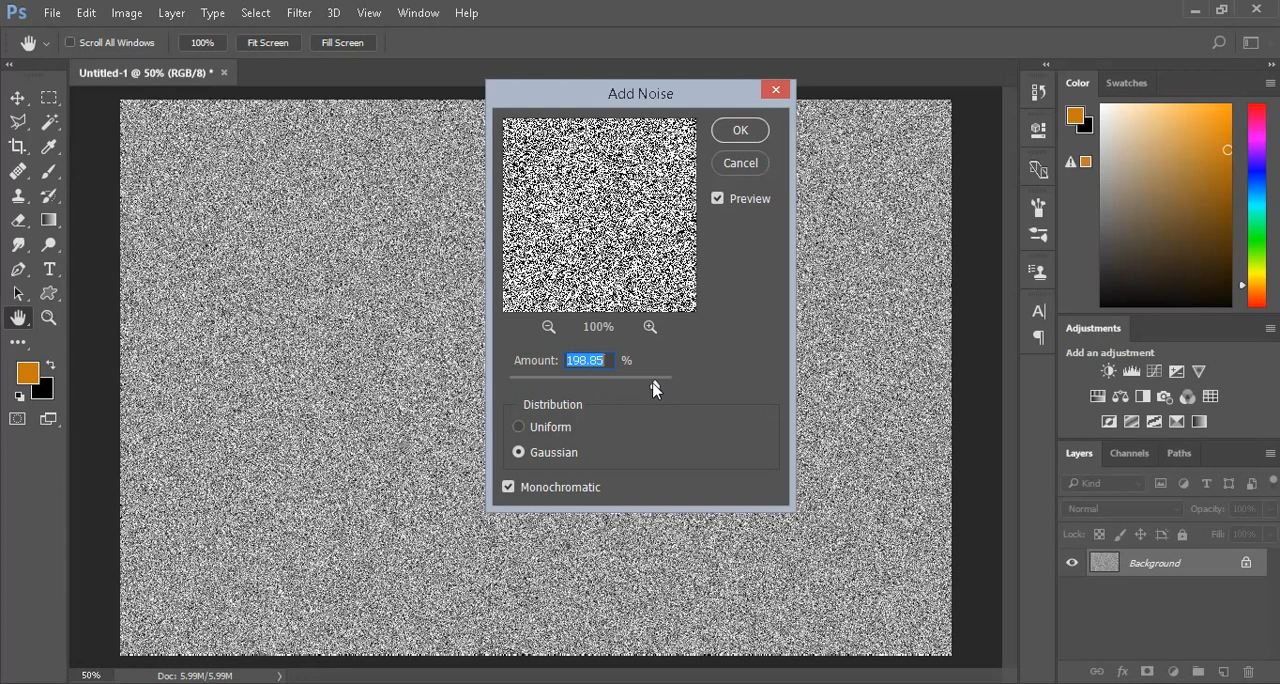 Ps File Edit Image Layer Type Select Filter 3D View Window Help
Scroll All Windows 100% Fit Screen Fill Screen
Untitled-1 @ 50% (RGB/8) * ×
Add Noise
OK
Cancel
Preview
100%
Amount: 198.85 %
Distribution
Uniform
Gaussian
Monochromatic
Color Swatches
Adjustments
Add an adjustment
Layers Channels Paths
Kind
Normal Opacity: 100%
Lock: Fill: 100%
Background
50% Doc: 5.99M/5.99M